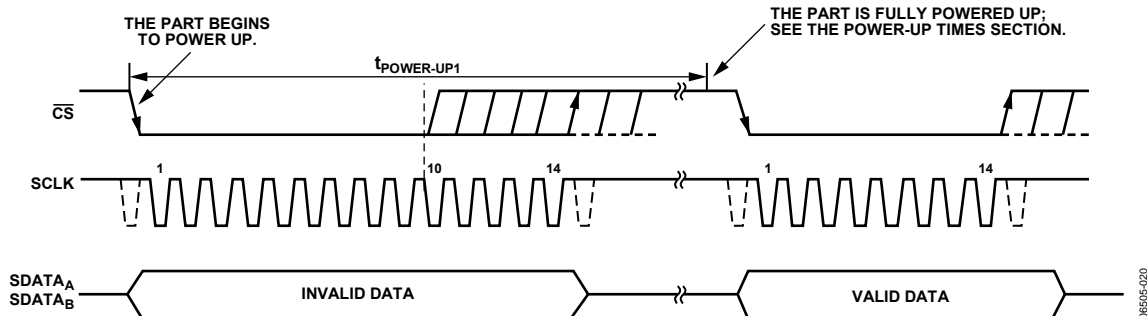 THE PART BEGINS
TO POWER UP.
THE PART IS FULLY POWERED UP;
SEE THE POWER-UP TIMES SECTION.
tPOWER-UP1
CS
1
10
14
1
14
SCLK
SDATAA
SDATAB
INVALID DATA
VALID DATA
06505-020